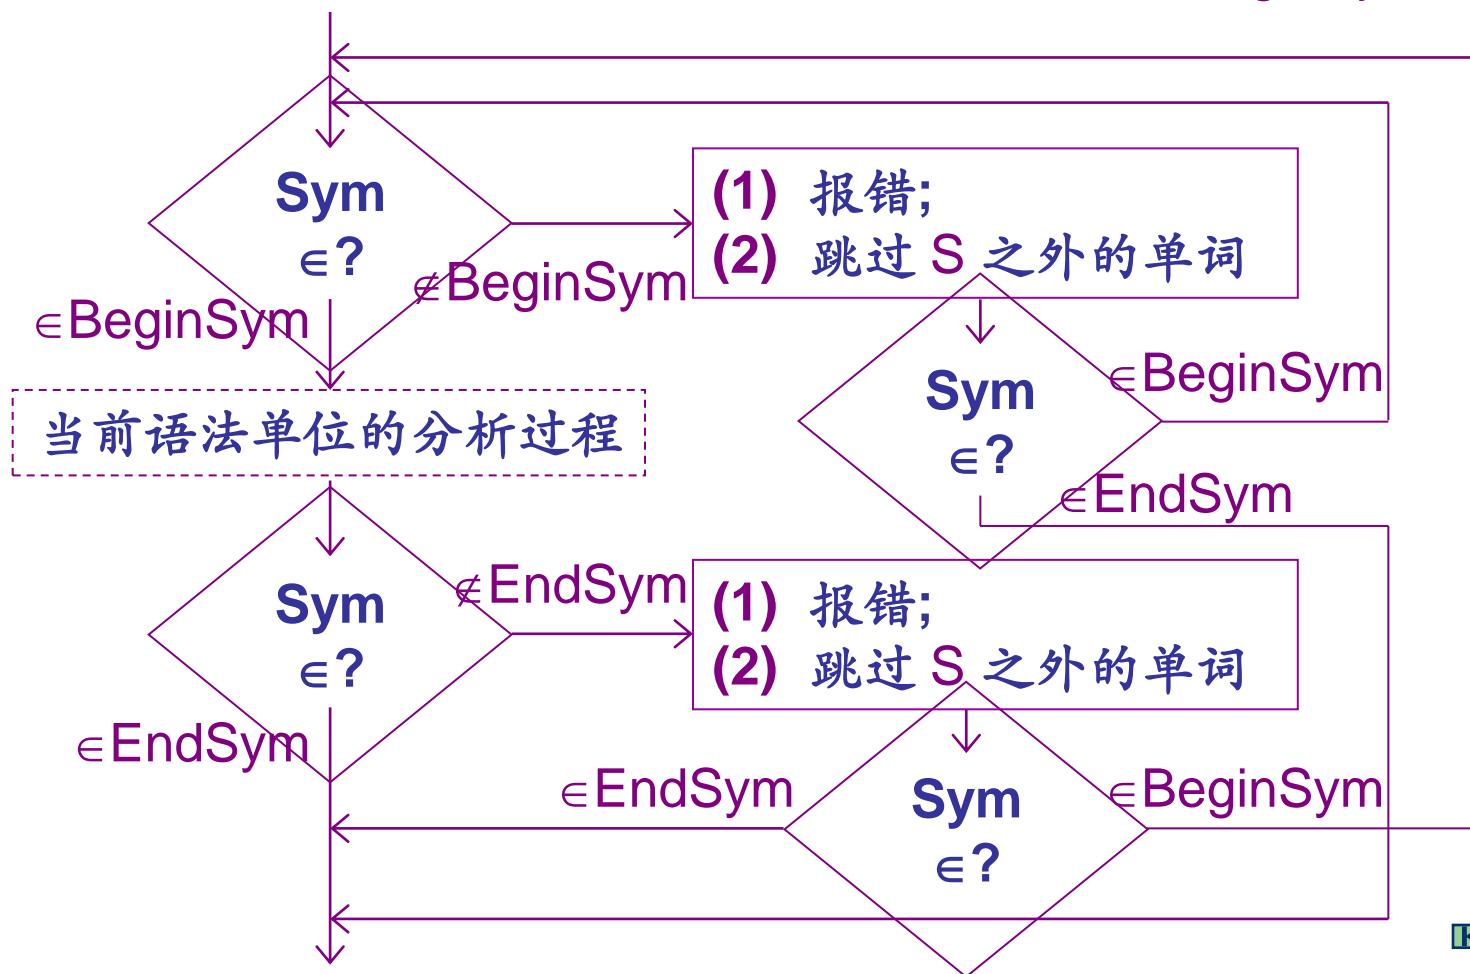 Sym
∈?
(1) 报错;
(2) 跳过 S 之外的单词
∉BeginSym
∈BeginSym
Sym
∈?
∈BeginSym
当前语法单位的分析过程
∈EndSym
Sym
∈?
∉EndSym
(1) 报错;
(2) 跳过 S 之外的单词
∈EndSym
∈EndSym
Sym
∈?
∈BeginSym